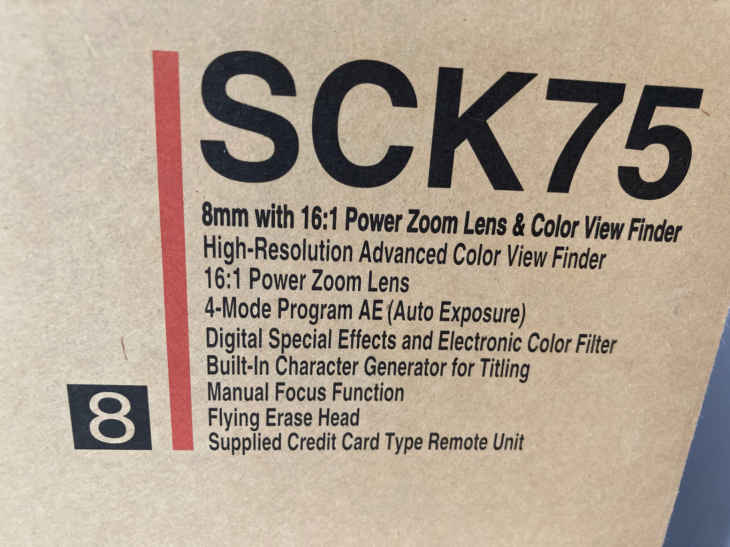 SCK75
8mm with 16:1 Power Zoom Lens & Color View Finder
High-Resolution Advanced Color View Finder
16:1 Power Zoom Lens
4-Mode Program AE (Auto Exposure)
Digital Special Effects and Electronic Color Filter
Built-In Character Generator for Titling
Manual Focus Function
Flying Erase Head
Supplied Credit Card Type Remote Unit
8